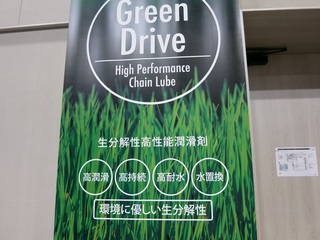 Green
Drive
High Performance
Chain Lube
生分解性高性能潤滑剤
高潤滑 高持続 高耐水 水置換
環境に優しい生分解性